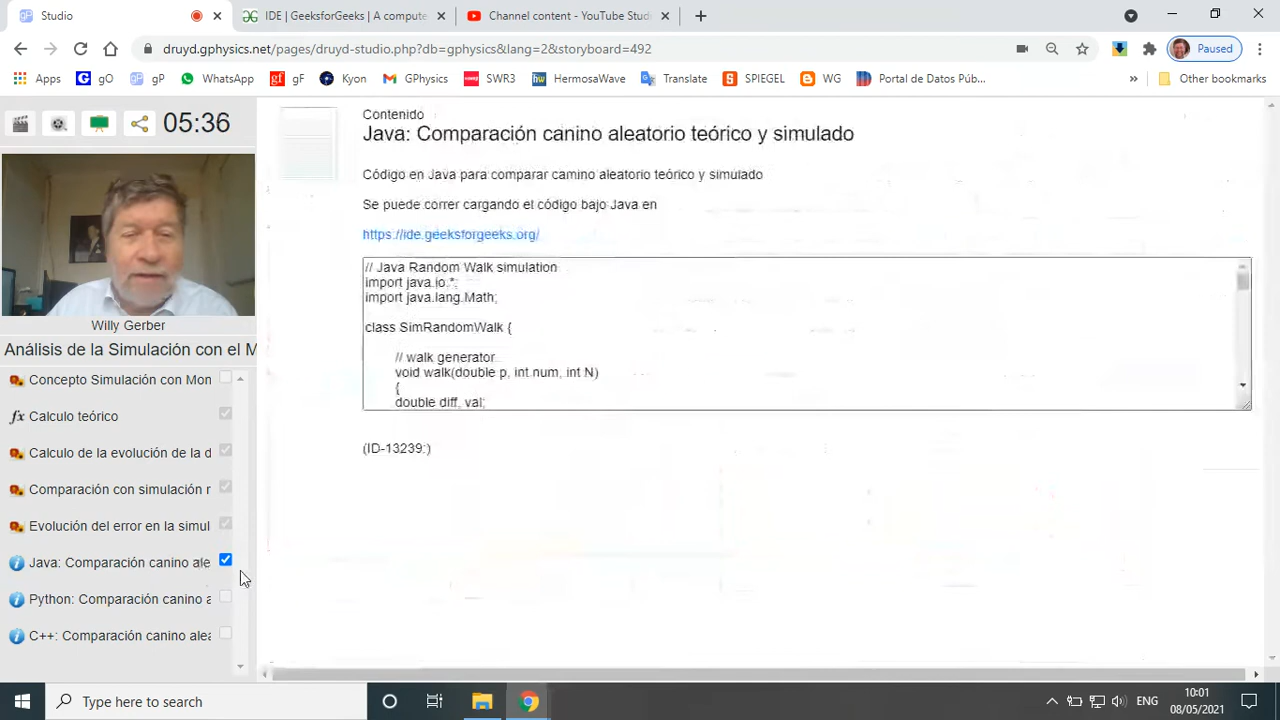 Studio
IDE | GeeksforGeeks | A compute
Channel content - YouTube Studi
druyd.gphysics.net/pages/druyd-studio.php?db=gphysics&lang=2&storyboard=492
Paused
Apps
gO
gP
WhatsApp
gF
Kyon
GPhysics
SWR3
HermosaWave
Translate
SPIEGEL
WG
Portal de Datos Púb...
»
Other bookmarks
05:36
Willy Gerber
Análisis de la Simulación con el M
Concepto Simulación con Mon
fx Calculo teórico
Calculo de la evolución de la d
Comparación con simulación r
Evolución del error en la simul
Java: Comparación canino ale
Python: Comparación canino a
C++: Comparación canino alea
Contenido
Java: Comparación canino aleatorio teórico y simulado
Código en Java para comparar camino aleatorio teórico y simulado
Se puede correr cargando el código bajo Java en
https://ide.geeksforgeeks.org/
// Java Random Walk simulation
import java.io.*;
import java.lang.Math;
class SimRandomWalk {
// walk generator
void walk(double p, int num, int N)
{
double diff, val;
(ID-13239:)
Type here to search
ENG
10:01
08/05/2021